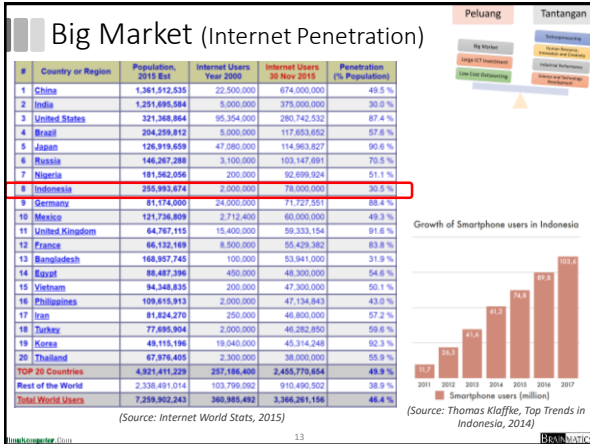 Big Market (Internet Penetration)
Peluang Tantangan
Big Market
Large ICT Investment
Low Cost Outsourcing
Entrepreneurship
Human Resource, Innovation and Creativity
Industrial Performance
Science and Technology Development
# Country or Region Population, 2015 Est Internet Users Year 2000 Internet Users 30 Nov 2015 Penetration (% Population)
1 China 1,361,512,535 22,500,000 674,000,000 49.5 %
2 India 1,251,695,584 5,000,000 375,000,000 30.0 %
3 United States 321,368,864 95,354,000 280,742,532 87.4 %
4 Brazil 204,259,812 5,000,000 117,653,652 57.6 %
5 Japan 126,919,659 47,080,000 114,963,827 90.6 %
6 Russia 146,267,288 3,100,000 103,147,691 70.5 %
7 Nigeria 181,562,056 200,000 92,699,924 51.1 %
8 Indonesia 255,993,674 2,000,000 78,000,000 30.5 %
9 Germany 81,174,000 24,000,000 71,727,551 88.4 %
10 Mexico 121,736,809 2,712,400 60,000,000 49.3 %
11 United Kingdom 64,767,115 15,400,000 59,333,154 91.6 %
12 France 66,132,169 8,500,000 55,429,382 83.8 %
13 Bangladesh 168,957,745 100,000 53,941,000 31.9 %
14 Egypt 88,487,396 450,000 48,300,000 54.6 %
15 Vietnam 94,348,835 200,000 47,300,000 50.1 %
16 Philippines 109,615,913 2,000,000 47,134,843 43.0 %
17 Iran 81,824,270 250,000 46,800,000 57.2 %
18 Turkey 77,695,904 2,000,000 46,282,850 59.6 %
19 Korea 49,115,196 19,040,000 45,314,248 92.3 %
20 Thailand 67,976,405 2,300,000 38,000,000 55.9 %
TOP 20 Countries 4,921,411,229 257,186,400 2,455,770,654 49.9 %
Rest of the World 2,338,491,014 103,799,092 910,490,502 38.9 %
Total World Users 7,259,902,243 360,985,492 3,366,261,156 46.4 %
(Source: Internet World Stats, 2015)
Growth of Smartphone users in Indonesia
11,7 26,3 41,6 61,2 74,8 89,8 103,6
2011 2012 2013 2014 2015 2016 2017
Smartphone users (million)
(Source: Thomas Klaffke, Top Trends in
Indonesia, 2014)
IlmuKomputer.Com
13
BRAINMATICS